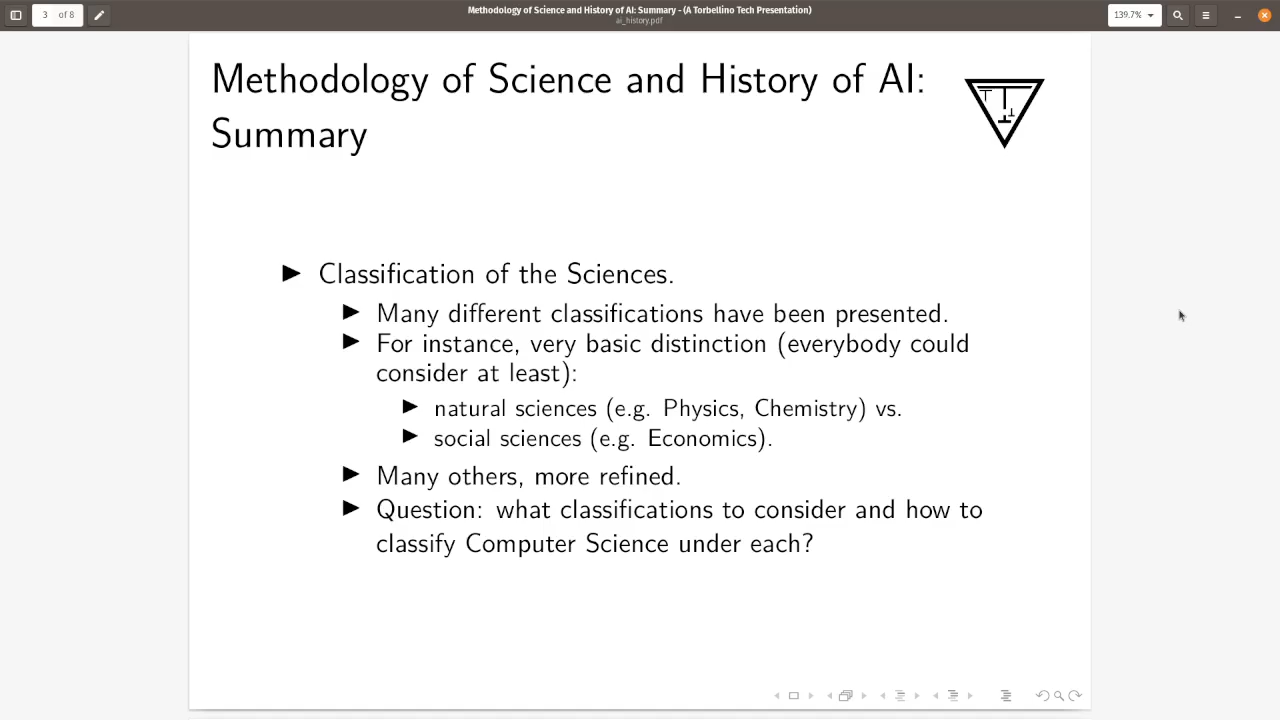 Methodology of Science and History of AI: Summary - (A Torbellino Tech Presentation)
ai_history.pdf
3 of 8
139.7%
Methodology of Science and History of AI:
Summary
Classification of the Sciences.
Many different classifications have been presented.
For instance, very basic distinction (everybody could
consider at least):
natural sciences (e.g. Physics, Chemistry) vs.
social sciences (e.g. Economics).
Many others, more refined.
Question: what classifications to consider and how to
classify Computer Science under each?